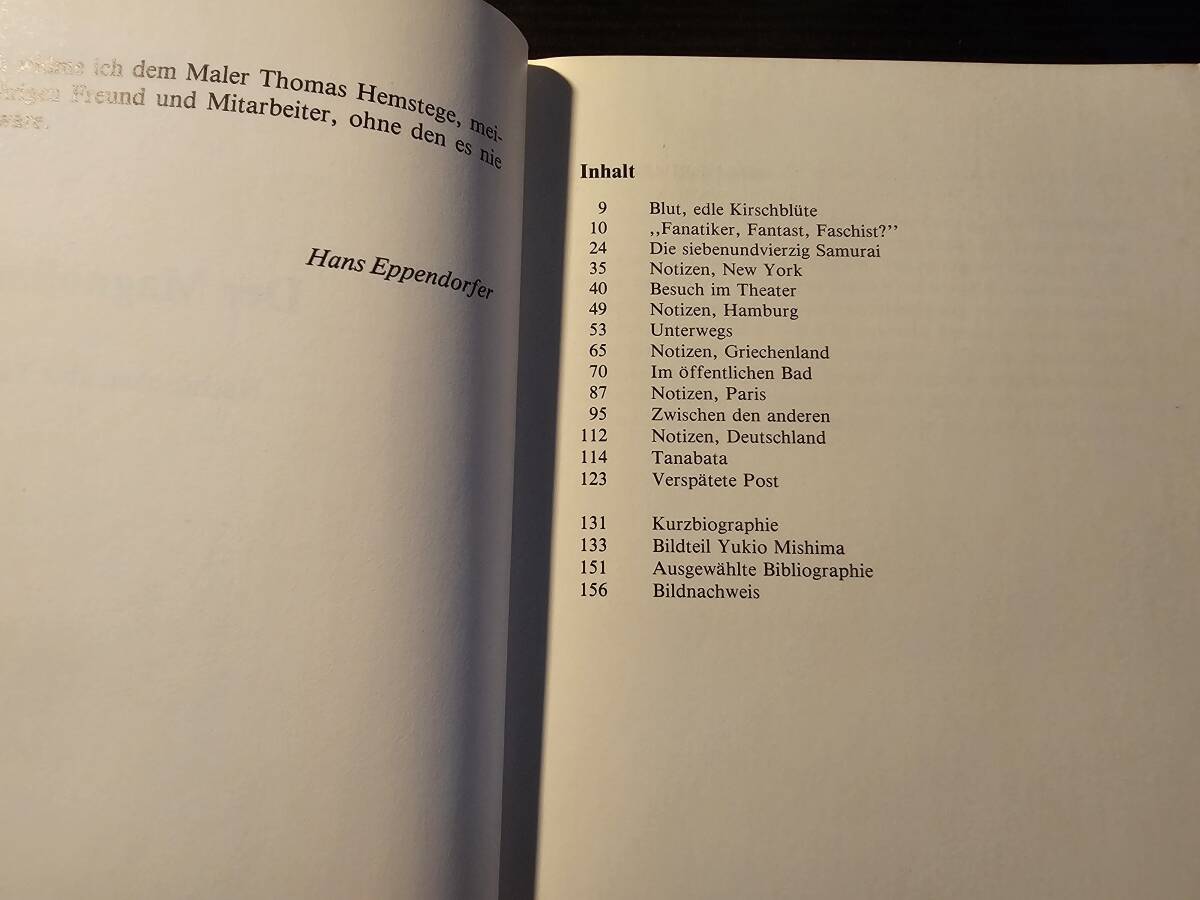 ich dem Maler Thomas Hemstege, mei-
Freund und Mitarbeiter, ohne den es nie
wäre.
Hans Eppendorfer
Inhalt
9 Blut, edle Kirschblüte
10 ,,Fanatiker, Fantast, Faschist?’’
24 Die siebenundvierzig Samurai
35 Notizen, New York
40 Besuch im Theater
49 Notizen, Hamburg
53 Unterwegs
65 Notizen, Griechenland
70 Im öffentlichen Bad
87 Notizen, Paris
95 Zwischen den anderen
112 Notizen, Deutschland
114 Tanabata
123 Verspätete Post
131 Kurzbiographie
133 Bildteil Yukio Mishima
151 Ausgewählte Bibliographie
156 Bildnachweis